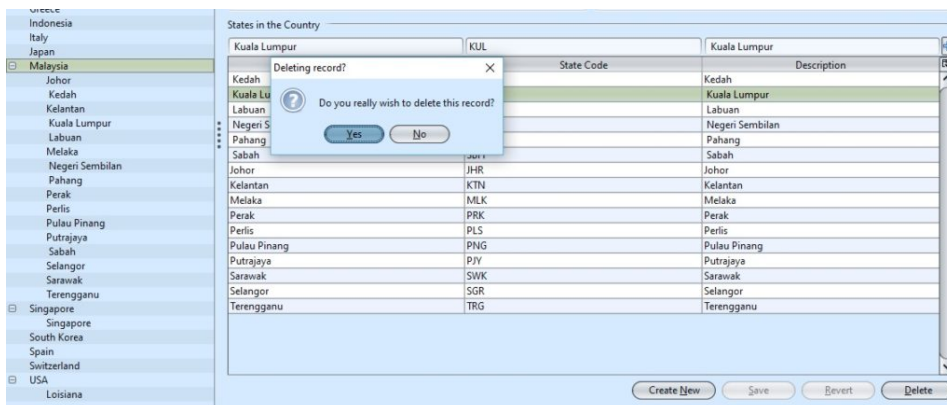 Greece
Indonesia
Italy
Japan
Malaysia
Johor
Kedah
Kelantan
Kuala Lumpur
Labuan
Melaka
Negeri Sembilan
Pahang
Perak
Perlis
Pulau Pinang
Putrajaya
Sabah
Selangor
Sarawak
Terengganu
Singapore
Singapore
South Korea
Spain
Switzerland
USA
Loisiana
States in the Country
Kuala Lumpur KUL Kuala Lumpur
State Code Description
Kedah Kedah
Kuala Lu Kuala Lumpur
Labuan Labuan
Negeri S Negeri Sembilan
Pahang Pahang
Sabah Sabah
Johor JHR Johor
Kelantan KTN Kelantan
Melaka MLK Melaka
Perak PRK Perak
Perlis PLS Perlis
Pulau Pinang PNG Pulau Pinang
Putrajaya PJY Putrajaya
Sarawak SWK Sarawak
Selangor SGR Selangor
Terengganu TRG Terengganu
Deleting record?
Do you really wish to delete this record?
Yes No
Create New Save Revert Delete